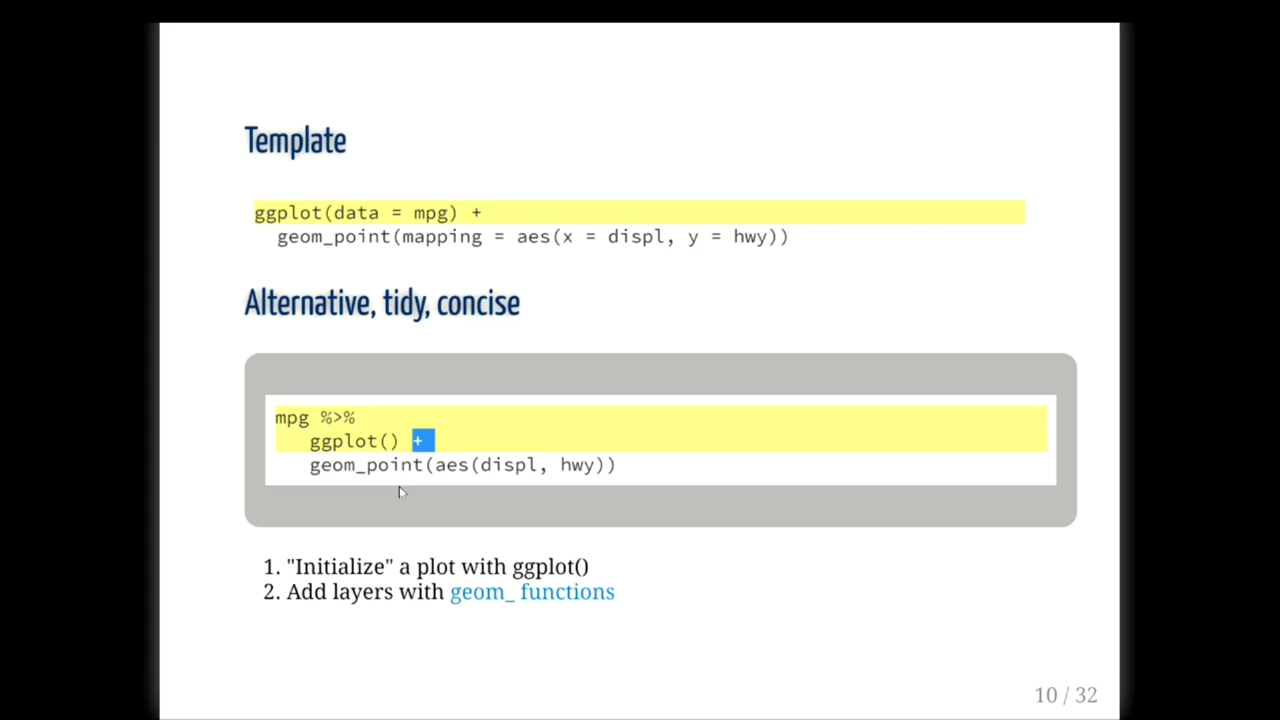 Template
ggplot(data = mpg) +
geom_point(mapping = aes(x = displ, y = hwy))
Alternative, tidy, concise
mpg %>%
ggplot() +
geom_point(aes(displ, hwy))
1. "Initialize" a plot with ggplot()
2. Add layers with geom_ functions
10 / 32